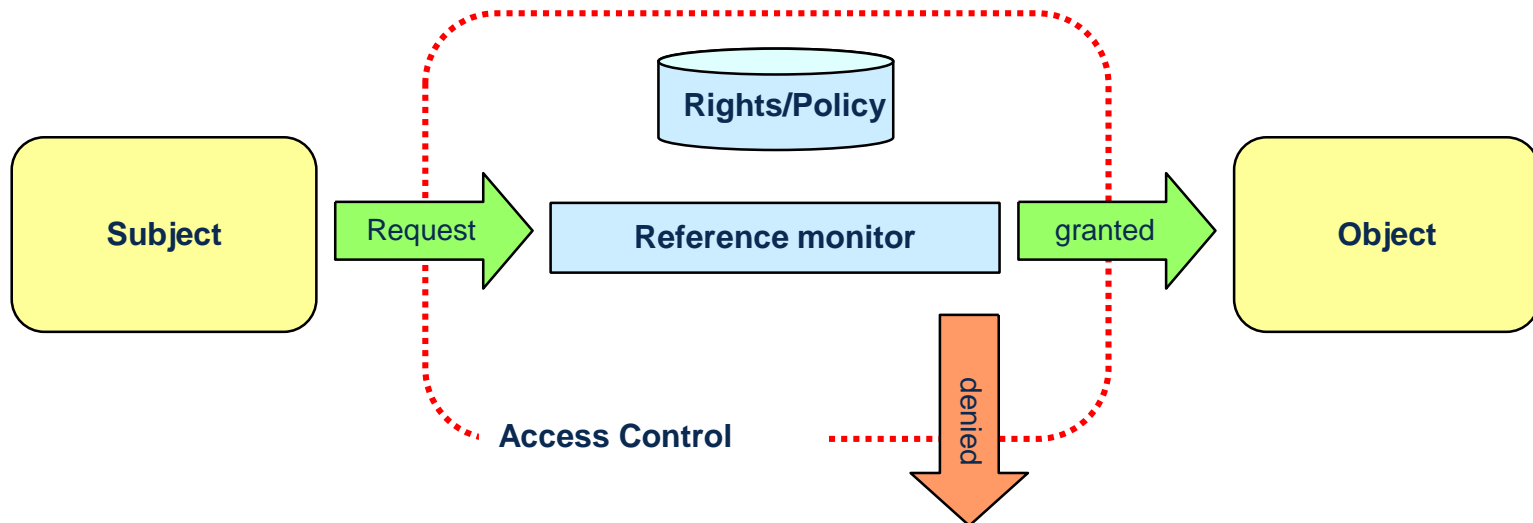 Rights/Policy
Subject
Request
Reference monitor
granted
Object
denied
Access Control